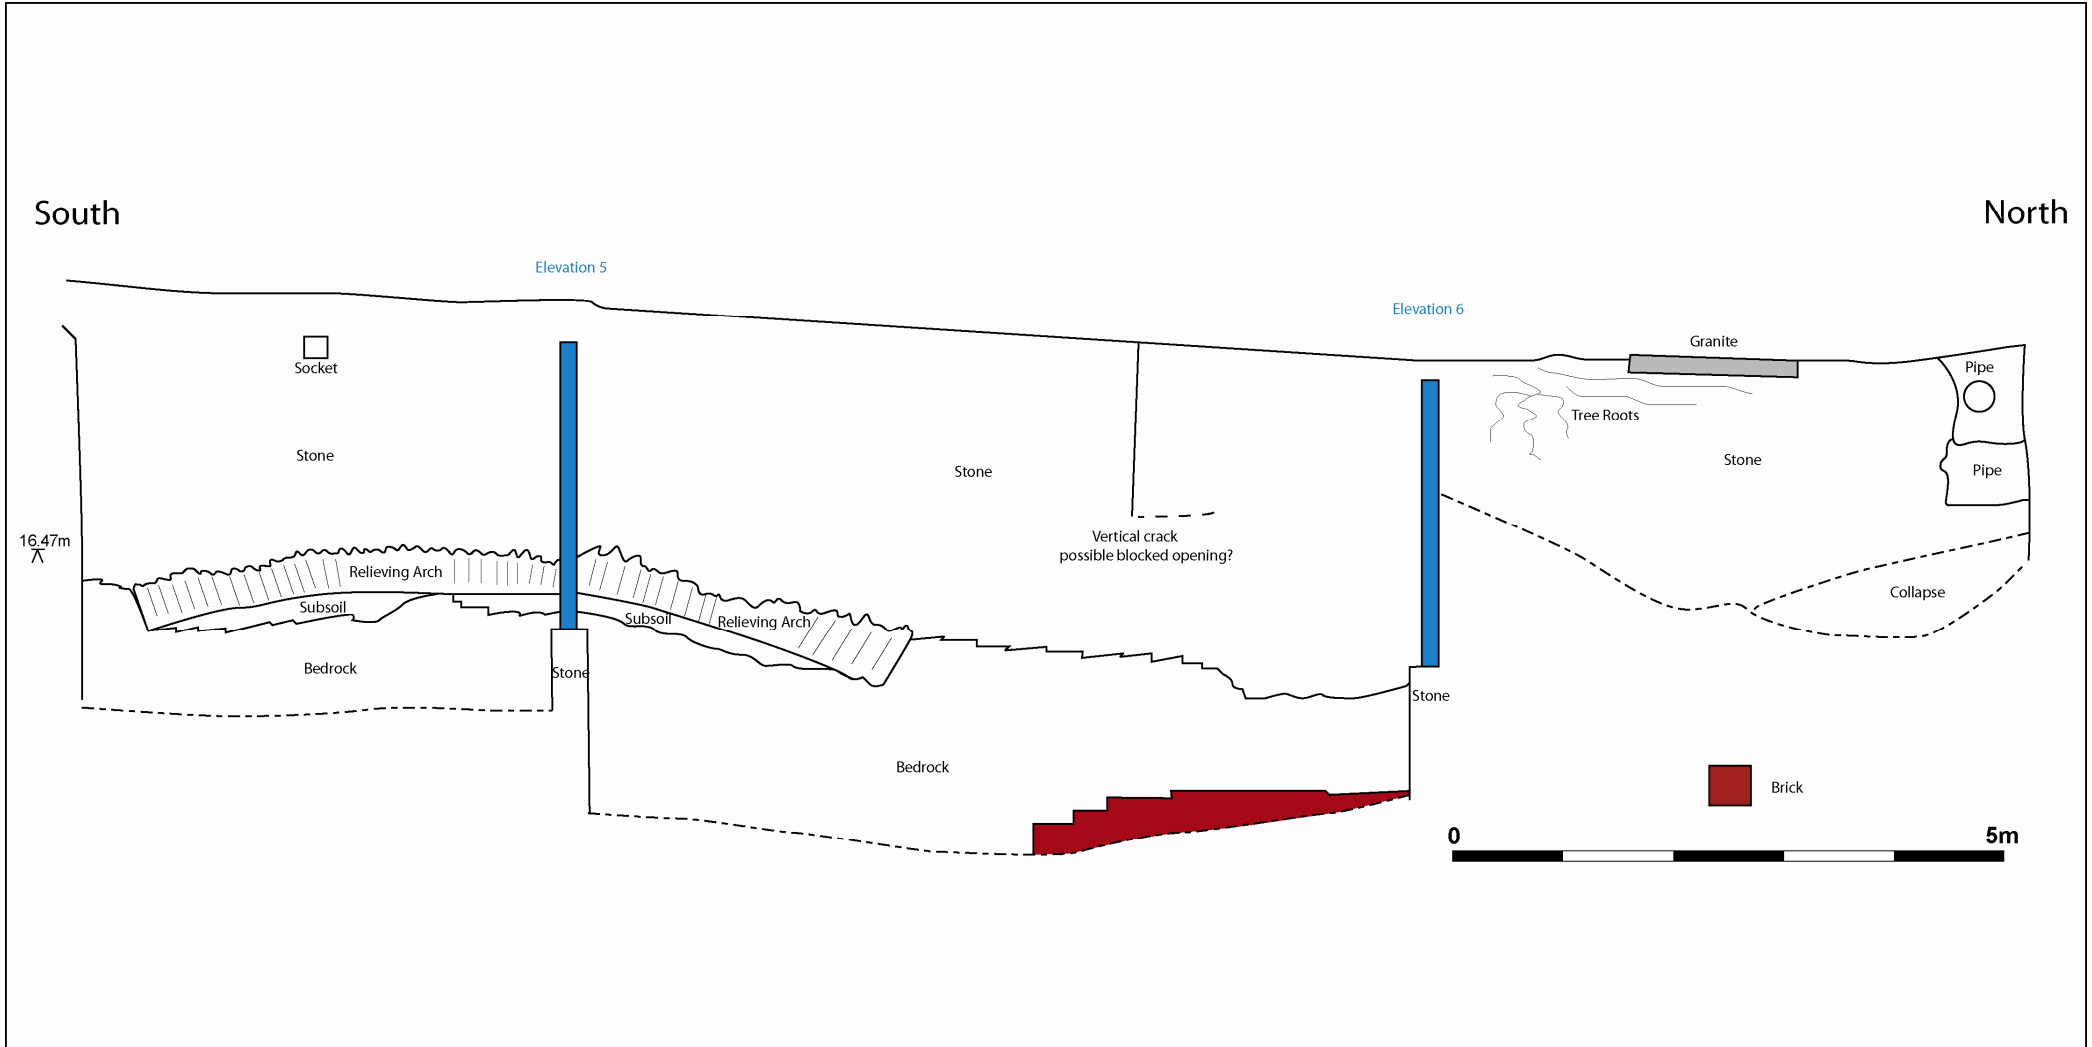 South
North
Elevation 5
Elevation 6
Granite
Socket
Pipe
Tree Roots
Stone
Stone
Stone
Pipe
16.47m
Vertical crack
possible blocked opening?
Relieving Arch
Subsoil
Subsoil
Relieving Arch
Collapse
Bedrock
Stone
Stone
Bedrock
Brick
0
5m